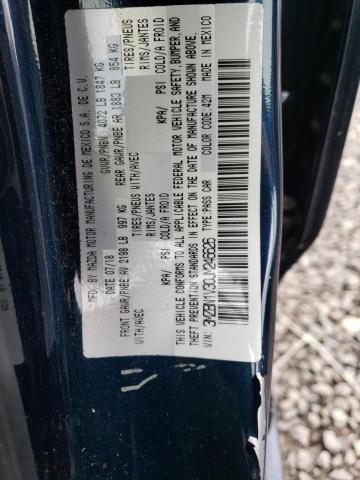 MFD. BY MAZDA MOTOR MANUFACTURING DE MEXICO S.A. DE C.V.
DATE: 07/18 GVWR/PNBV 4072 LB 1847 KG
FRONT GAWR/PNBE AV 2198 LB 997 KG REAR GAWR/PNBE AR 1883 LB 854 KG
WITH/AVEC TIRES/PNEUS WITH/AVEC TIRES/PNEUS
RIMS/JANTES RIMS/JANTES
KPA/ PSI COLD/A FROID KPA/ PSI COLD/A FROID
THIS VEHICLE CONFORMS TO ALL APPLICABLE FEDERAL MOTOR VEHICLE SAFETY, BUMPER, AND
THEFT PREVENTION STANDARDS IN EFFECT ON THE DATE OF MANUFACTURE SHOWN ABOVE.
VIN: TYPE: PASS CAR COLOR CODE: 42M MADE IN MEXICO